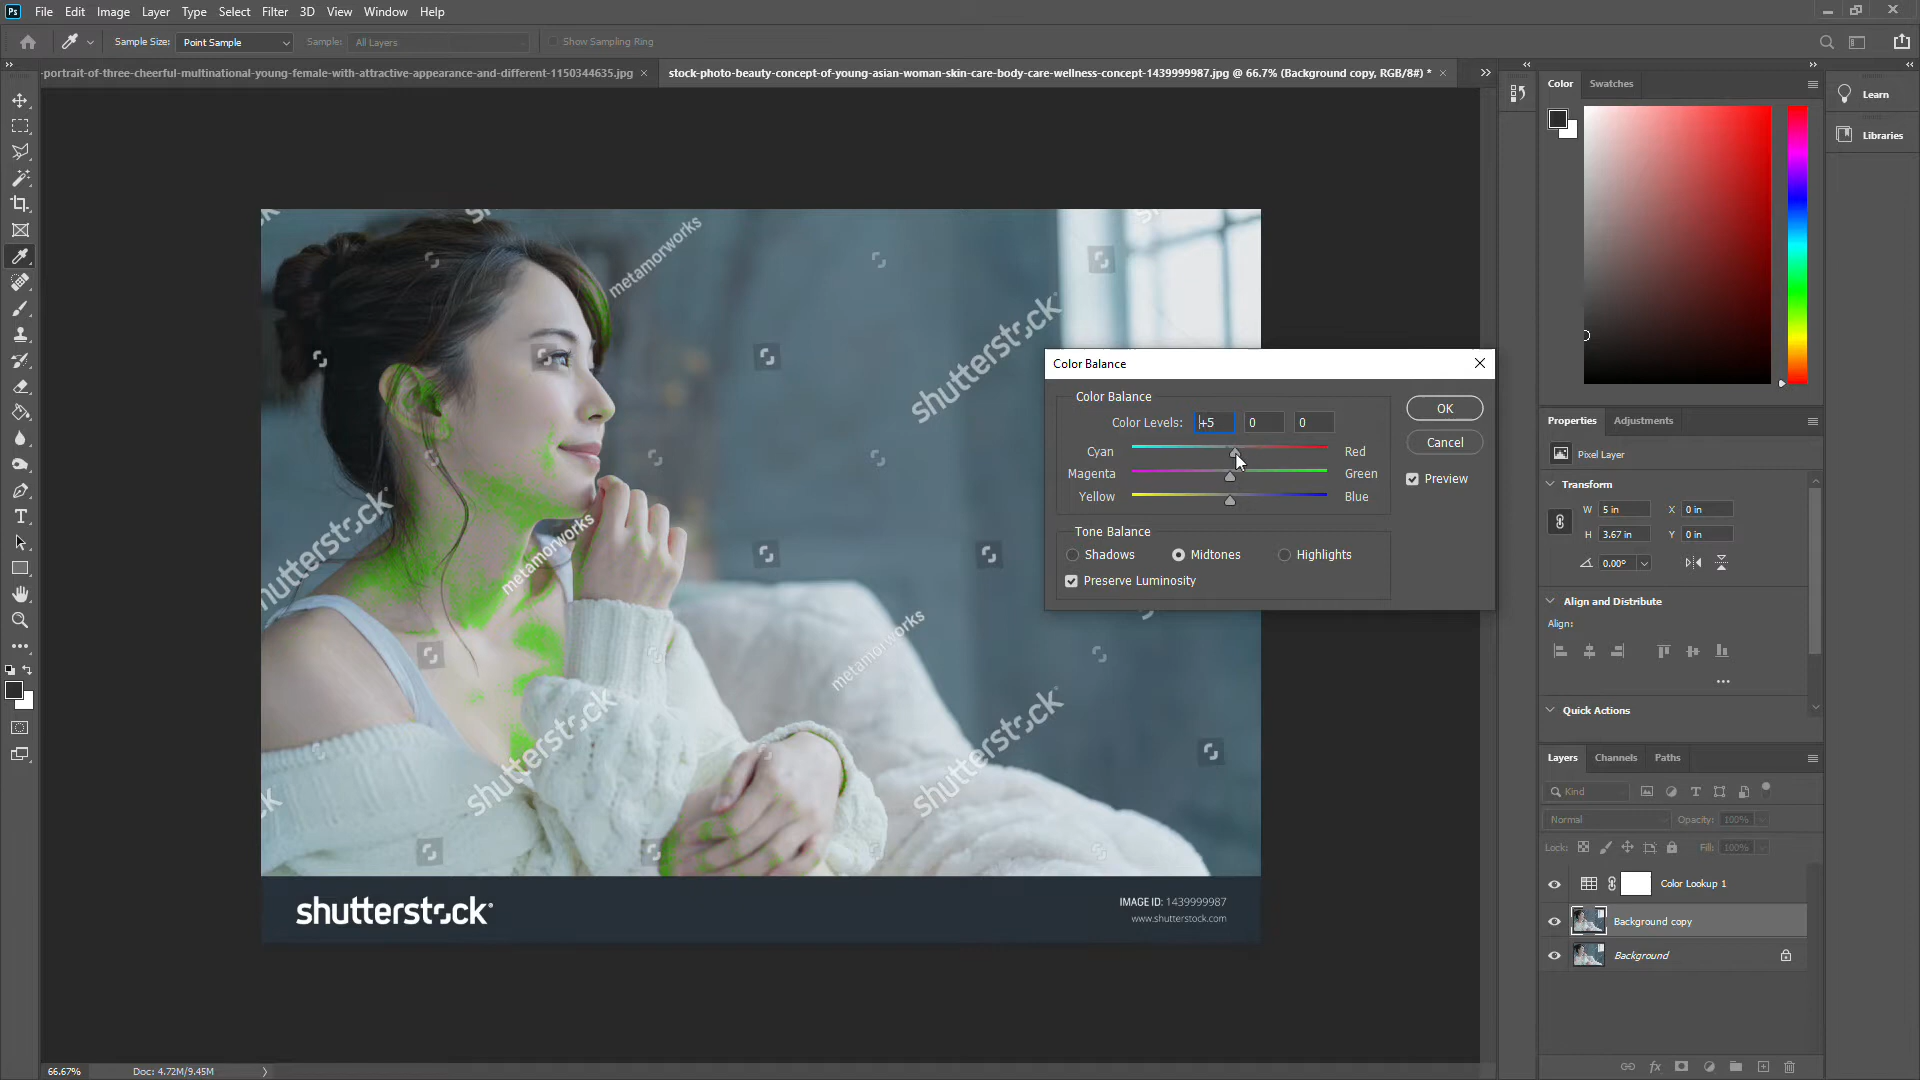 Ps File Edit Image Layer Type Select Filter 3D View Window Help
Sample Size: Point Sample Sample: All Layers Show Sampling Ring
-portrait-of-three-cheerful-multinational-young-female-with-attractive-appearance-and-different-1150344635.jpg
stock-photo-beauty-concept-of-young-asian-woman-skin-care-body-care-wellness-concept-1439999987.jpg @ 66.7% (Background copy, RGB/8#) *
Color Swatches
Learn
Libraries
shutterstock
metamorworks
shutterstock
shutterstock
metamorworks
metamorworks
shutterstock
shutterstock
shutterstock
IMAGE ID: 1439999987
www.shutterstock.com
Color Balance
Color Balance
Color Levels: +5 0 0
Cyan Red
Magenta Green
Yellow Blue
Tone Balance
Shadows Midtones Highlights
Preserve Luminosity
OK
Cancel
Preview
Properties Adjustments
Pixel Layer
Transform
W 5 in X 0 in
H 3.67 in Y 0 in
0.00°
Align and Distribute
Align:
Quick Actions
Layers Channels Paths
Kind
Normal Opacity: 100%
Lock: Fill: 100%
Color Lookup 1
Background copy
Background
66.67% Doc: 4.72M/9.45M